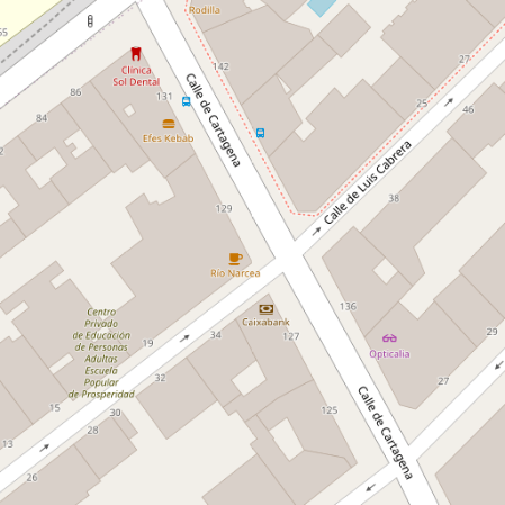 Rodilla
55
142
27
Clínica
Sol Dental
86
131
25
46
84
Efes Kebab
Calle de Cartagena
2
Calle de Luis Cabrera
38
129
Río Narcea
Centro
Privado
de Educación
de Personas
Adultas
Escuela
Popular
de Prosperidad
Caixabank
136
19
34
127
29
Opticalia
32
27
15
30
125
Calle de Cartagena
28
13
26